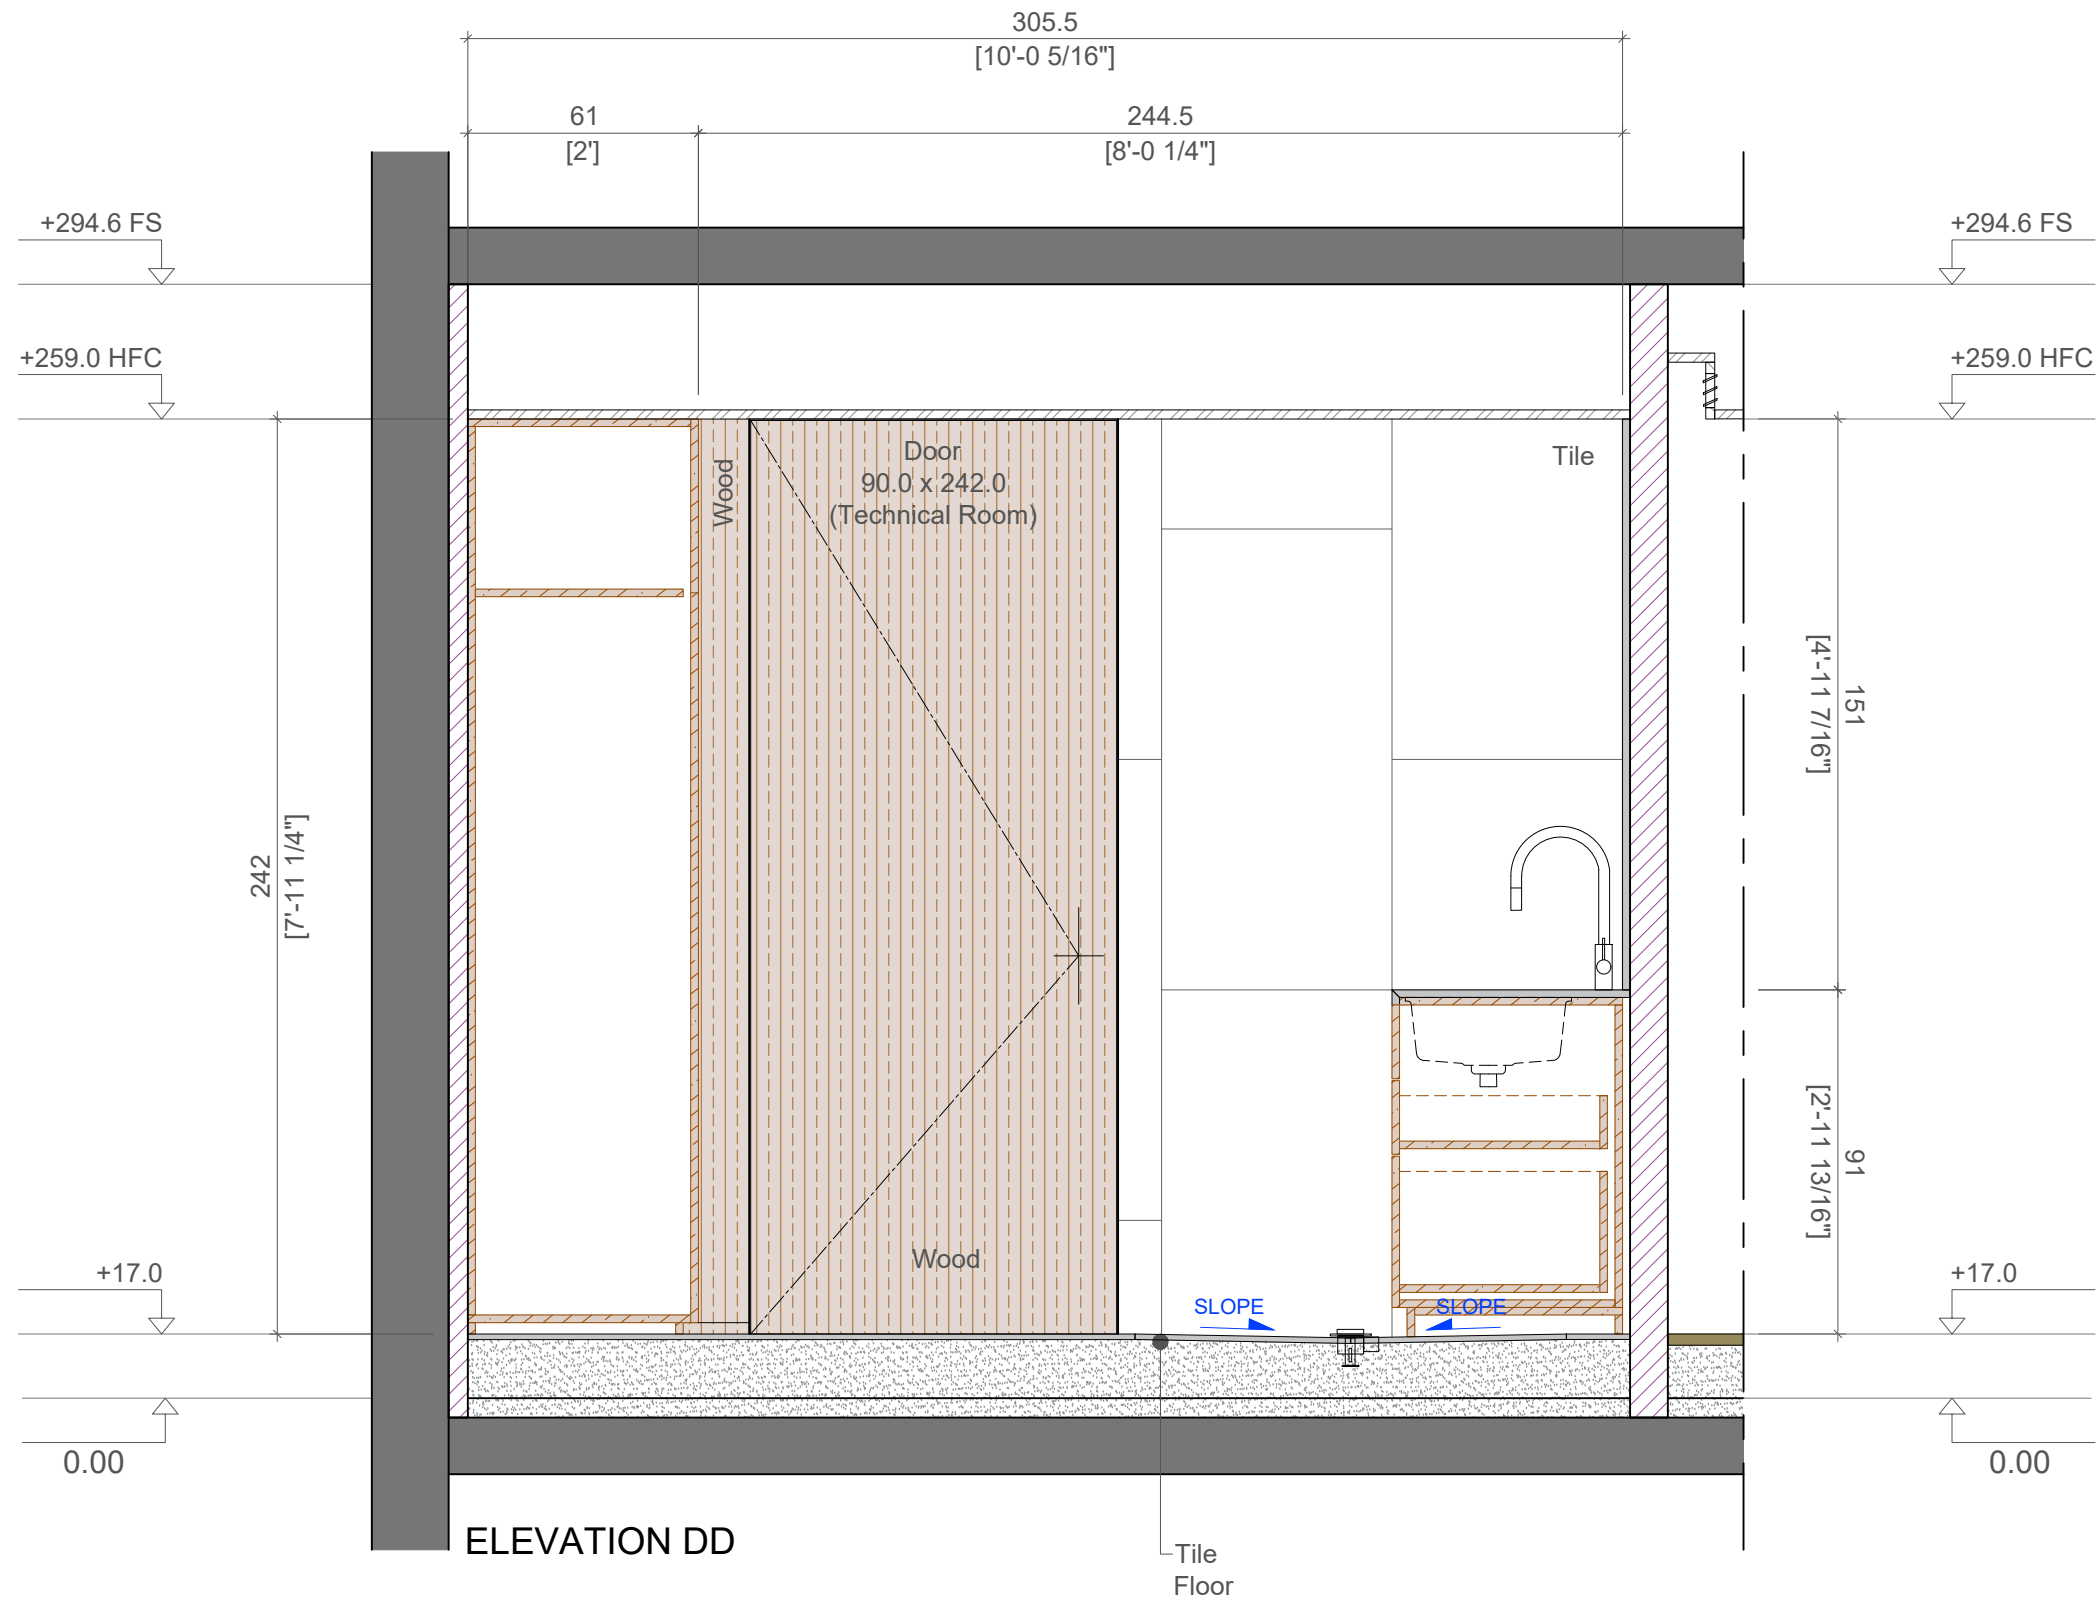 305.5
[10'-0 5/16"]
61
[2']
244.5
[8'-0 1/4"]
+294.6 FS
+294.6 FS
+259.0 HFC
+259.0 HFC
Wood
Door
90.0 x 242.0
(Technical Room)
Tile
151
[4'-11 7/16"]
242
[7'-11 1/4"]
91
[2'-11 13/16"]
Wood
+17.0
+17.0
SLOPE
SLOPE
0.00
0.00
ELEVATION DD
Tile
Floor